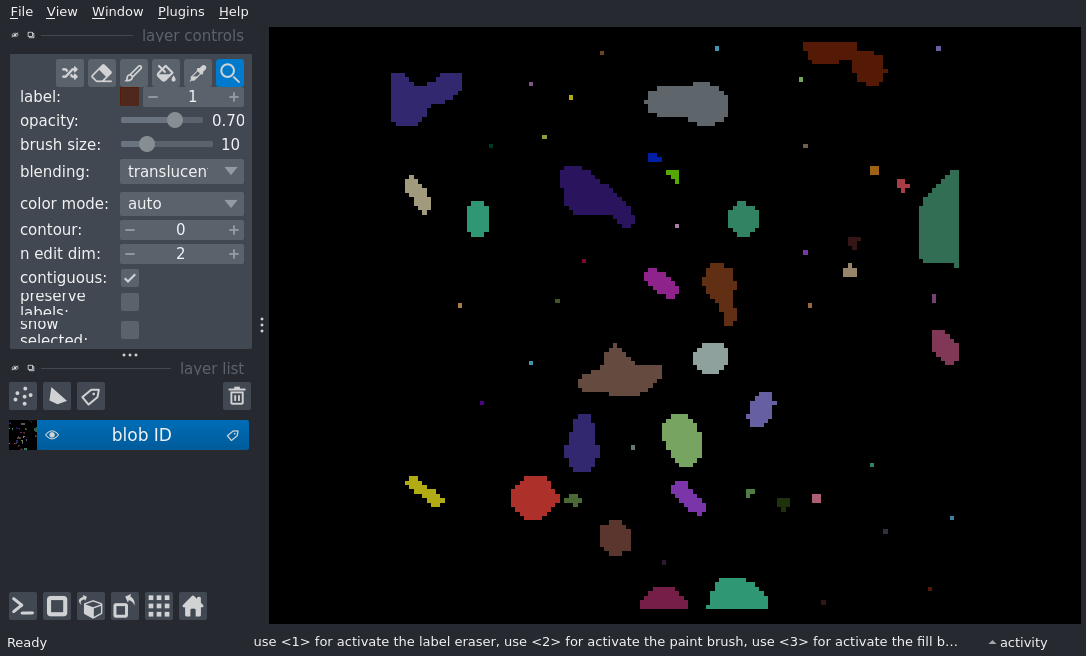 File View Window Plugins Help
layer controls
label: 1
opacity: 0.70
brush size: 10
blending: translucen
color mode: auto
contour: 0
n edit dim: 2
contiguous:
preserve
labels:
show
selected:
layer list
blob ID
Ready use <1> for activate the label eraser, use <2> for activate the paint brush, use <3> for activate the fill b… activity